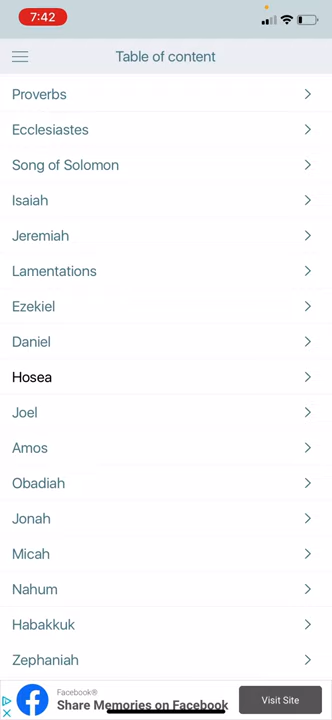 7:42
Table of content
Proverbs
Ecclesiastes
Song of Solomon
Isaiah
Jeremiah
Lamentations
Ezekiel
Daniel
Hosea
Joel
Amos
Obadiah
Jonah
Micah
Nahum
Habakkuk
Zephaniah
Facebook®
Share Memories on Facebook
Visit Site